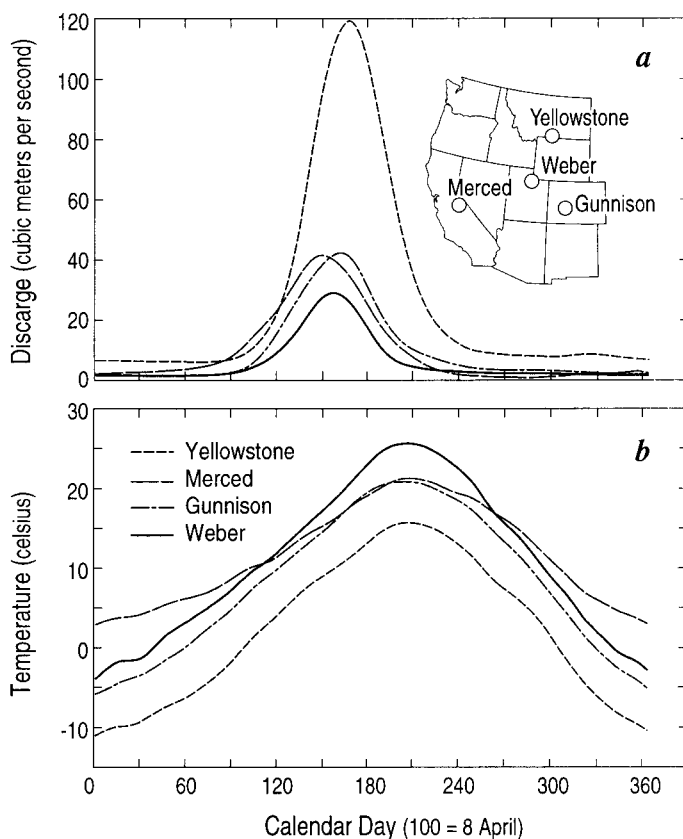 120
100
80
60
40
20
0
Discharge (cubic meters per second)
a
Yellowstone
Weber
Merced
Gunnison
30
20
10
0
-10
Temperature (celsius)
b
Yellowstone
Merced
Gunnison
Weber
0 60 120 180 240 300 360
Calendar Day (100 = 8 April)